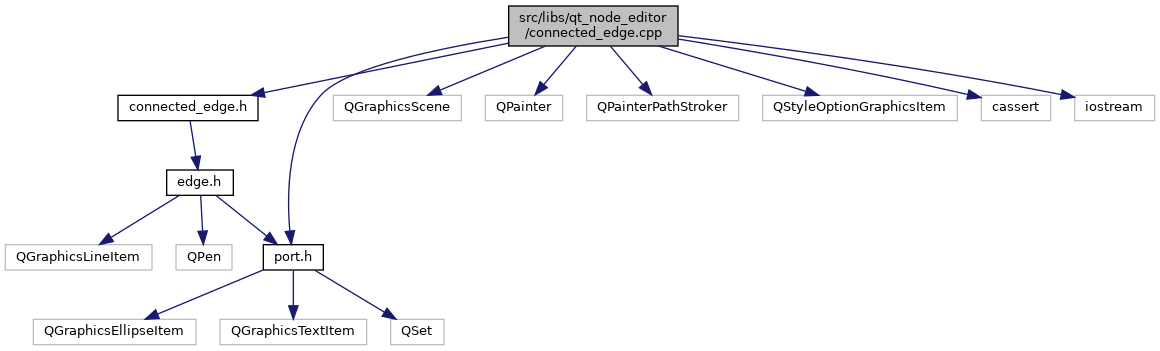 src/libs/qt_node_editor
/connected_edge.cpp
connected_edge.h
QGraphicsScene
QPainter
QPainterPathStroker
QStyleOptionGraphicsItem
cassert
iostream
edge.h
QGraphicsLineItem
QPen
port.h
QGraphicsEllipseItem
QGraphicsTextItem
QSet